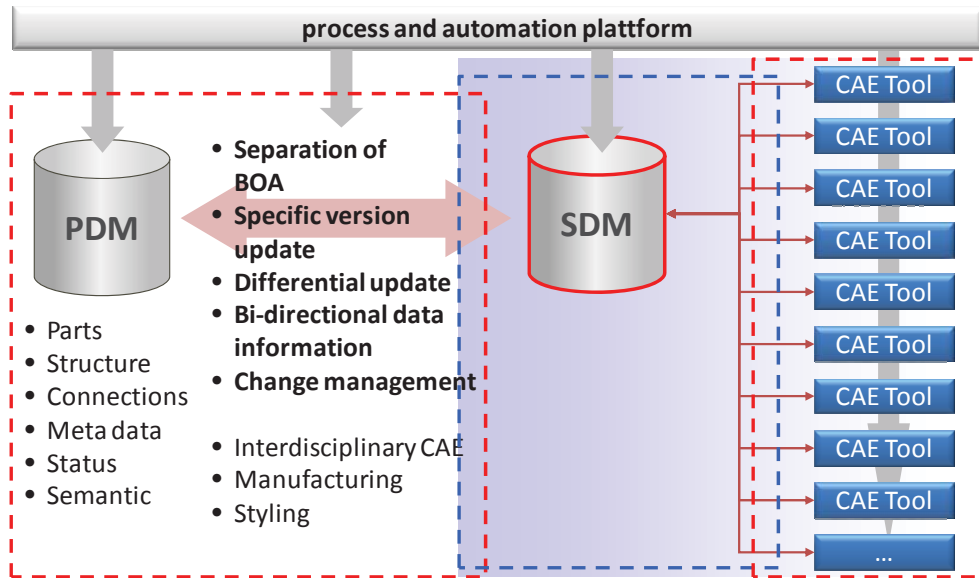 process and automation plattform
PDM
• Parts
• Structure
• Connections
• Meta data
• Status
• Semantic
• Separation of
BOA
• Specific version
update
• Differential update
• Bi-directional data
information
• Change management
• Interdisciplinary CAE
• Manufacturing
• Styling
SDM
CAE Tool
CAE Tool
CAE Tool
CAE Tool
CAE Tool
CAE Tool
CAE Tool
CAE Tool
CAE Tool
...